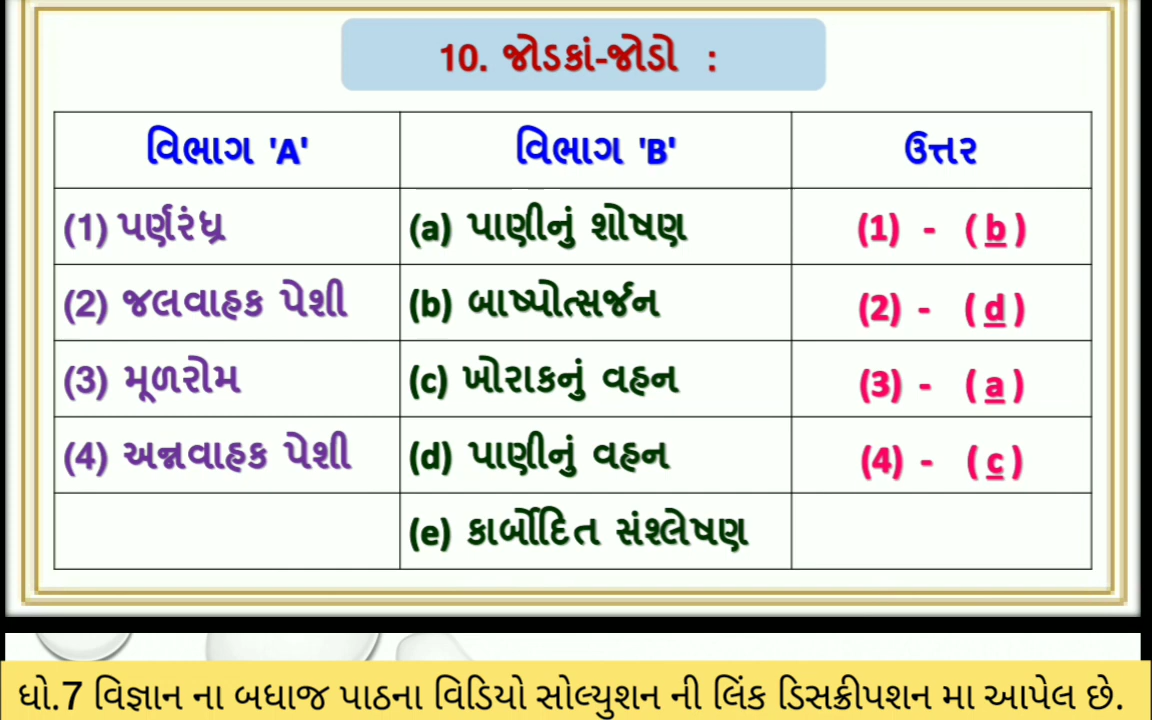 10. જોડકાં-જોડો :
વિભાગ 'A' વિભાગ 'B' ઉત્તર
(1) પર્ણરંધ્ર (a) પાણીનું શોષણ (1) - (b)
(2) જલવાહક પેશી (b) બાષ્પોત્સર્જન (2) - (d)
(3) મૂળરોમ (c) ખોરાકનું વહન (3) - (a)
(4) અન્નવાહક પેશી (d) પાણીનું વહન (4) - (c)
(e) કાર્બોદિત સંશ્લેષણ
ધો.7 વિજ્ઞાન ના બધાજ પાઠના વિડિયો સોલ્યુશન ની લિંક ડિસક્રીપશન મા આપેલ છે.